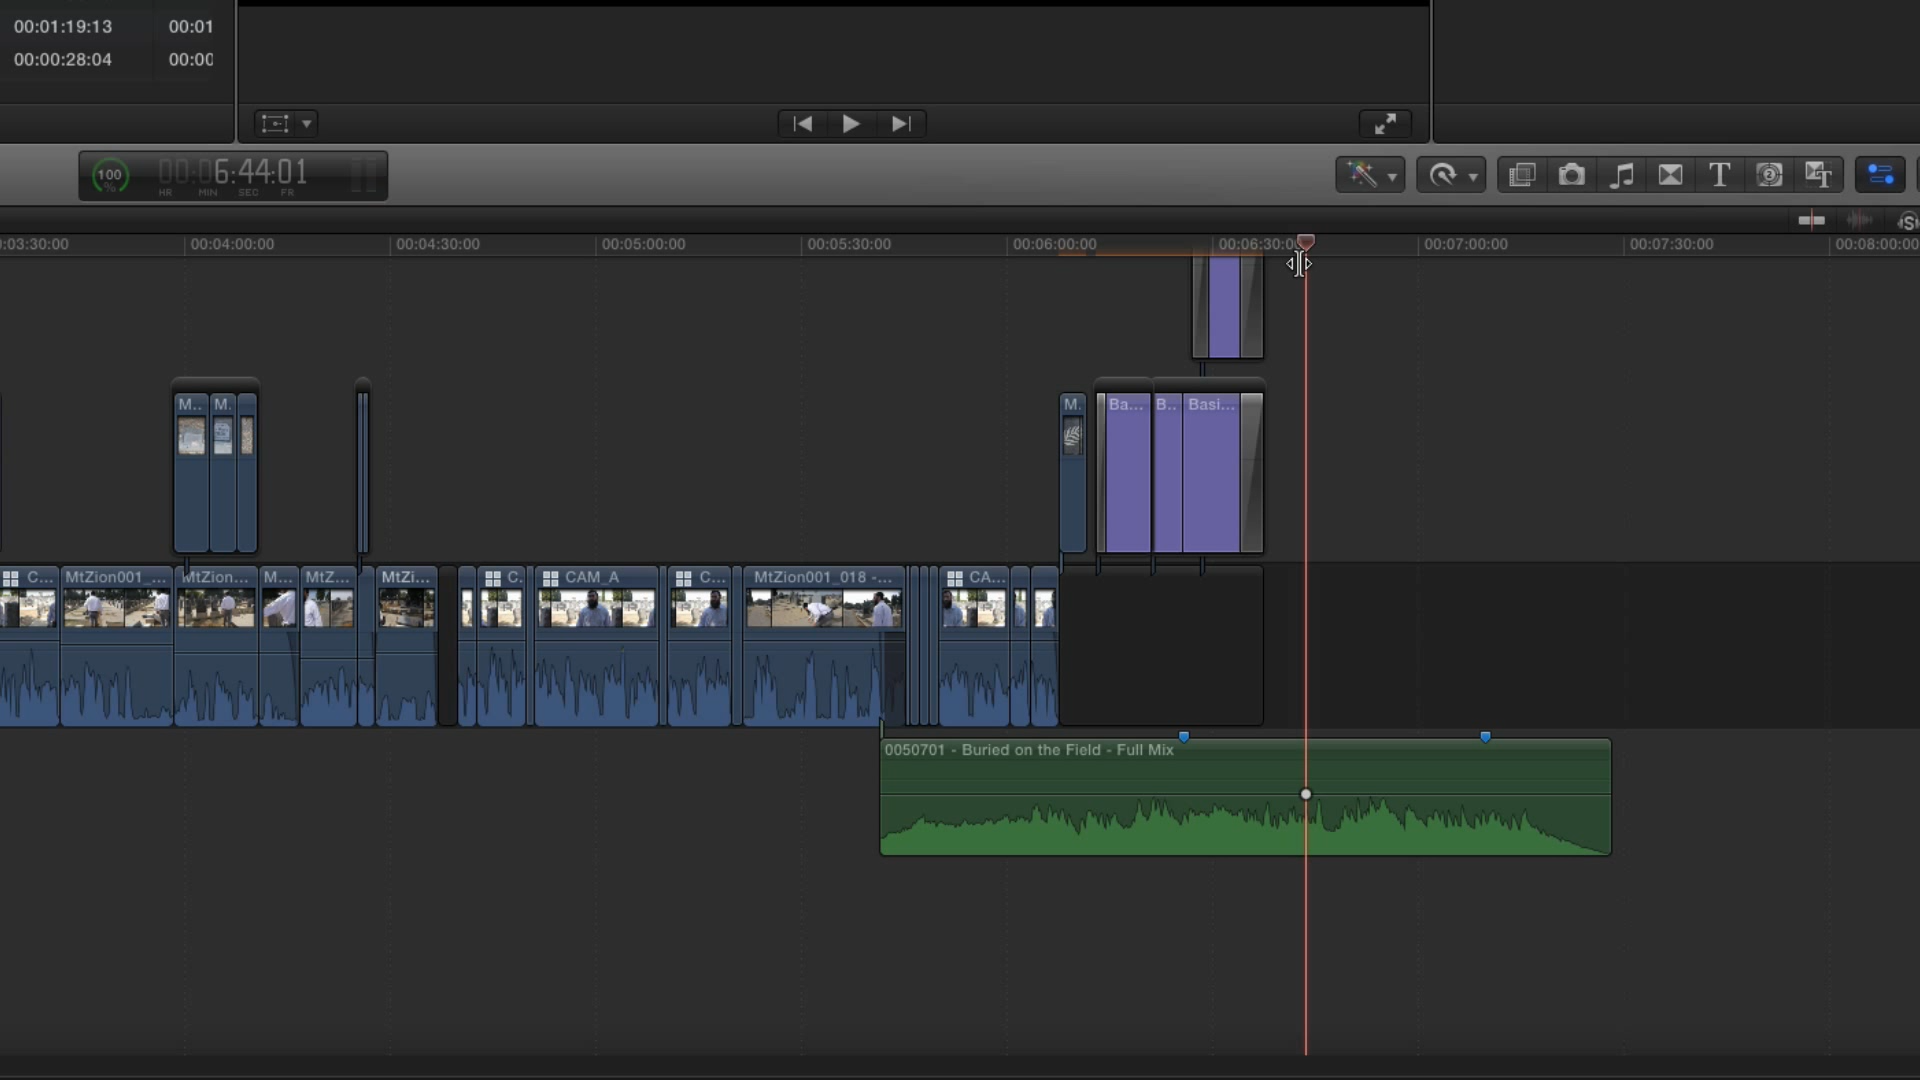 00:01:19:13 00:01
00:00:28:04 00:00
100 % 00:06:44:01
HR MIN SEC FR
T 2 T
S
:03:30:00 00:04:00:00 00:04:30:00 00:05:00:00 00:05:30:00 00:06:00:00 00:06:30:0 00:07:00:00 00:07:30:00 00:08:00:00
M.. M. M. Ba... B.. Basi...
C... MtZion001_... MtZion... M... MtZ... MtZi... C. CAM_A C... MtZion001_018 -... CA...
0050701 - Buried on the Field - Full Mix